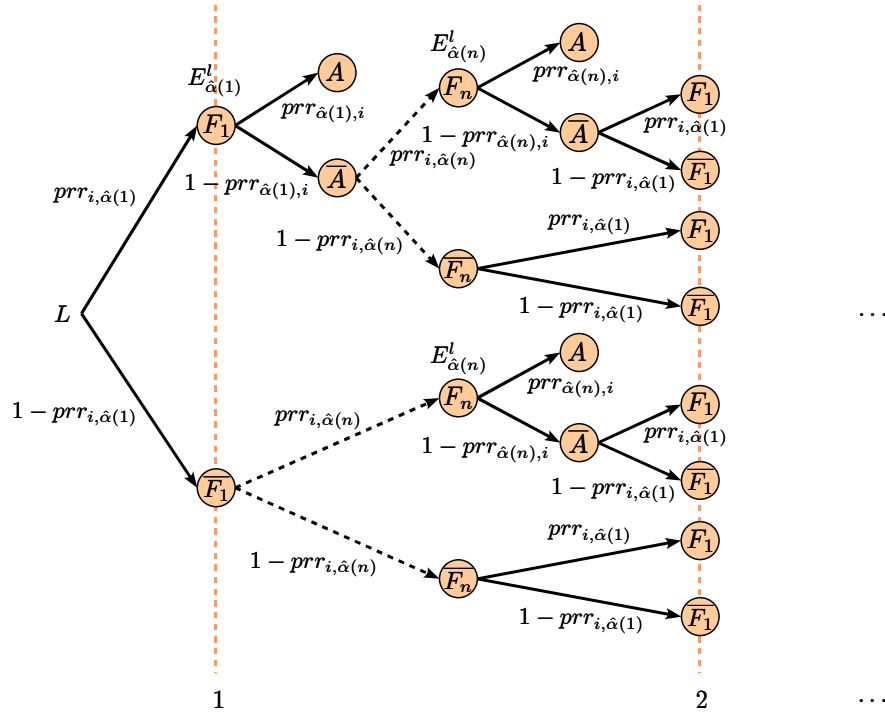 $E^l_{\hat{\alpha}(n)}$
$A$
$prr_{\hat{\alpha}(n),i}$
$E^l_{\hat{\alpha}(1)}$
$A$
$F_n$
$F_1$
$prr_{\hat{\alpha}(1),i}$
$prr_{i,\hat{\alpha}(1)}$
$F_1$
$1 - prr_{\hat{\alpha}(n),i}$
$\overline{A}$
$prr_{i,\hat{\alpha}(n)}$
$\overline{F_1}$
$1 - prr_{\hat{\alpha}(1),i}$
$\overline{A}$
$1 - prr_{i,\hat{\alpha}(1)}$
$prr_{i,\hat{\alpha}(1)}$
$prr_{i,\hat{\alpha}(1)}$
$F_1$
$1 - prr_{i,\hat{\alpha}(n)}$
$\overline{F_n}$
$1 - prr_{i,\hat{\alpha}(1)}$
$\overline{F_1}$
$L$
$\cdots$
$E^l_{\hat{\alpha}(n)}$
$A$
$prr_{\hat{\alpha}(n),i}$
$F_n$
$F_1$
$1 - prr_{i,\hat{\alpha}(1)}$
$prr_{i,\hat{\alpha}(n)}$
$prr_{i,\hat{\alpha}(1)}$
$1 - prr_{\hat{\alpha}(n),i}$
$\overline{A}$
$\overline{F_1}$
$1 - prr_{i,\hat{\alpha}(1)}$
$\overline{F_1}$
$prr_{i,\hat{\alpha}(1)}$
$F_1$
$1 - prr_{i,\hat{\alpha}(n)}$
$\overline{F_n}$
$1 - prr_{i,\hat{\alpha}(1)}$
$\overline{F_1}$
1
2
$\cdots$